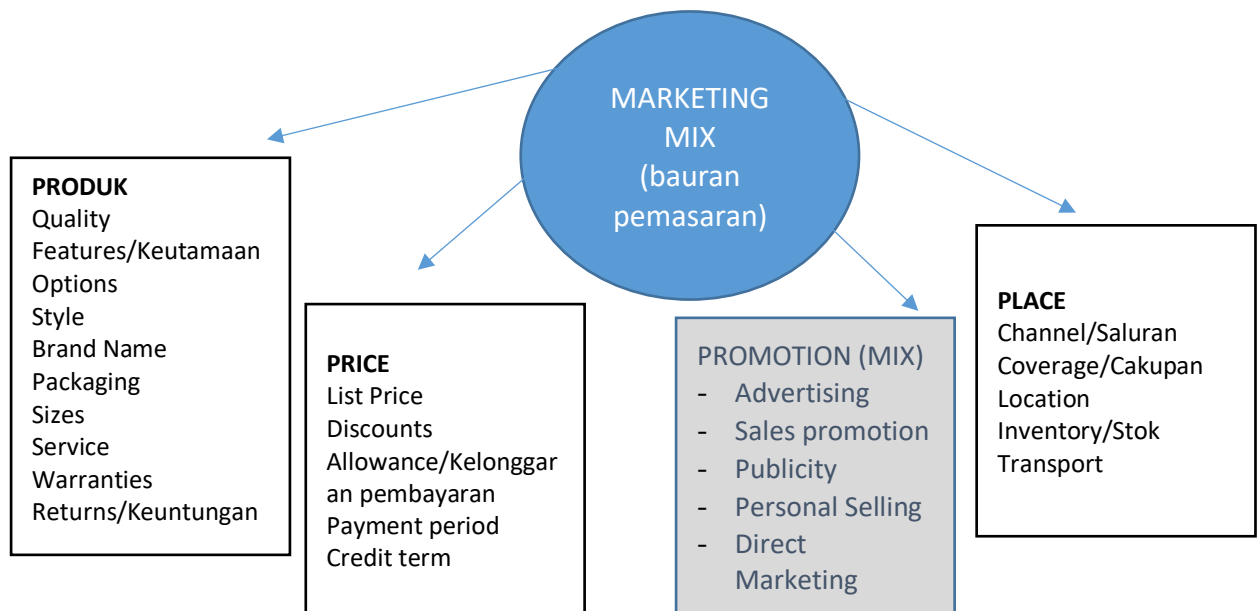 MARKETING
MIX
(bauran
pemasaran)
PRODUK
Quality
Features/Keutamaan
Options
Style
Brand Name
Packaging
Sizes
Service
Warranties
Returns/Keuntungan
PRICE
List Price
Discounts
Allowance/Kelonggar
an pembayaran
Payment period
Credit term
PROMOTION (MIX)
- Advertising
- Sales promotion
- Publicity
- Personal Selling
- Direct
Marketing
PLACE
Channel/Saluran
Coverage/Cakupan
Location
Inventory/Stok
Transport